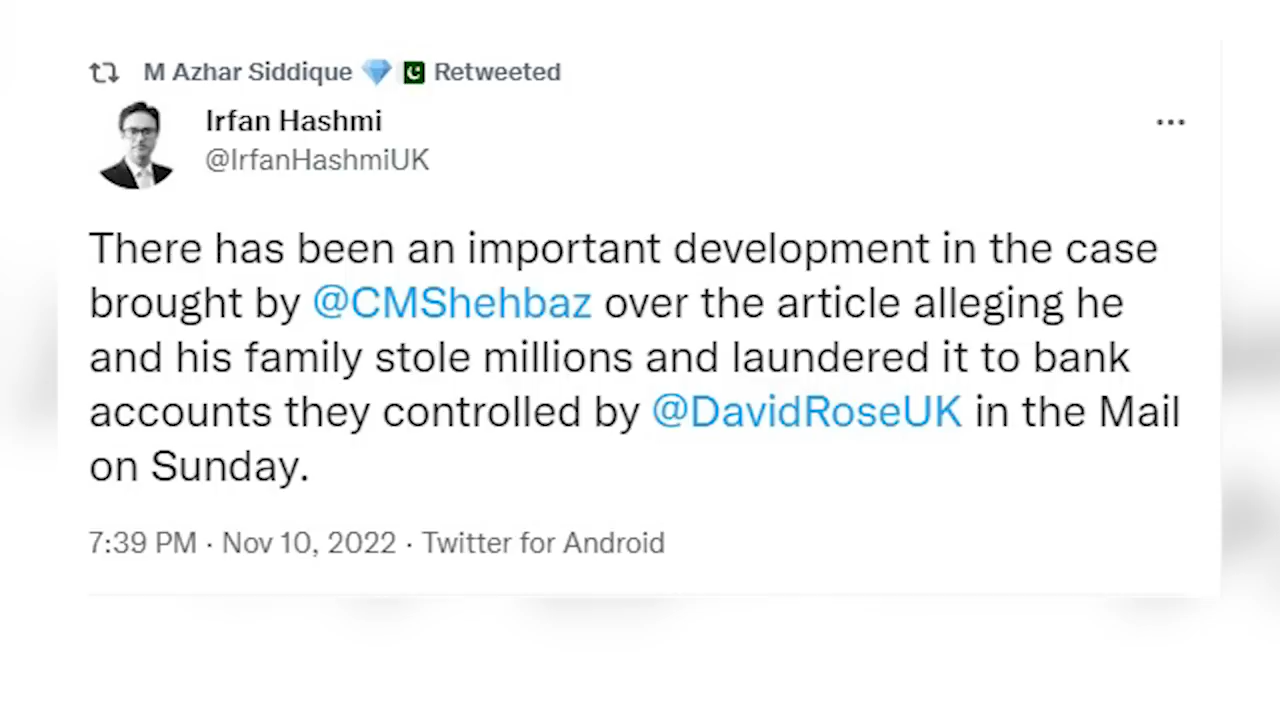 M Azhar Siddique 💎 🇵🇰 Retweeted
Irfan Hashmi
@IrfanHashmiUK
There has been an important development in the case
brought by @CMShehbaz over the article alleging he
and his family stole millions and laundered it to bank
accounts they controlled by @DavidRoseUK in the Mail
on Sunday.
7:39 PM · Nov 10, 2022 · Twitter for Android